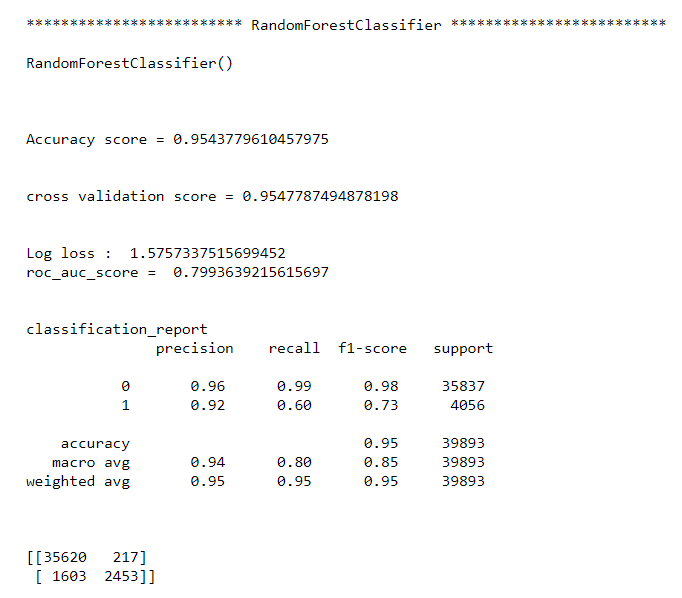 ************************* RandomForestClassifier *************************
RandomForestClassifier()
Accuracy score = 0.9543779610457975
cross validation score = 0.9547787494878198
Log loss :  1.5757337515699452
roc_auc_score =  0.7993639215615697
classification_report
precision    recall  f1-score   support
0       0.96      0.99      0.98     35837
1       0.92      0.60      0.73      4056
accuracy                           0.95     39893
macro avg       0.94      0.80      0.85     39893
weighted avg       0.95      0.95      0.95     39893
[[35620   217]
[ 1603  2453]]